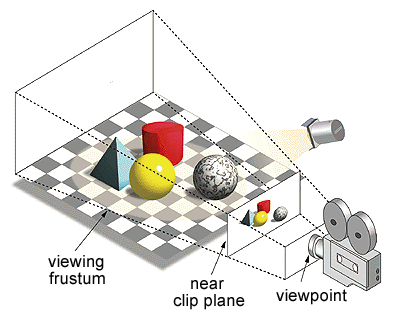 viewing
frustum
near
clip plane
viewpoint